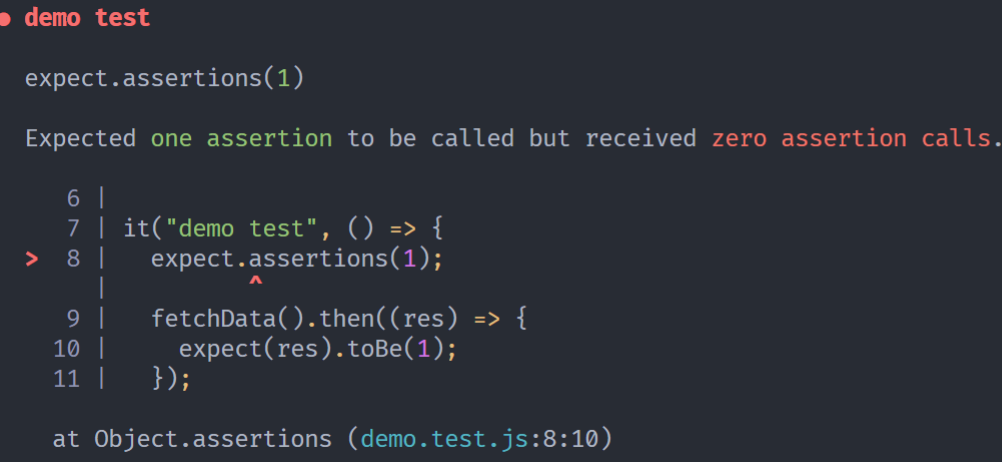 ● demo test
expect.assertions(1)
Expected one assertion to be called but received zero assertion calls.
6 |
7 | it("demo test", () => {
> 8 |   expect.assertions(1);
|          ^
9 |   fetchData().then((res) => {
10 |     expect(res).toBe(1);
11 |   });
at Object.assertions (demo.test.js:8:10)